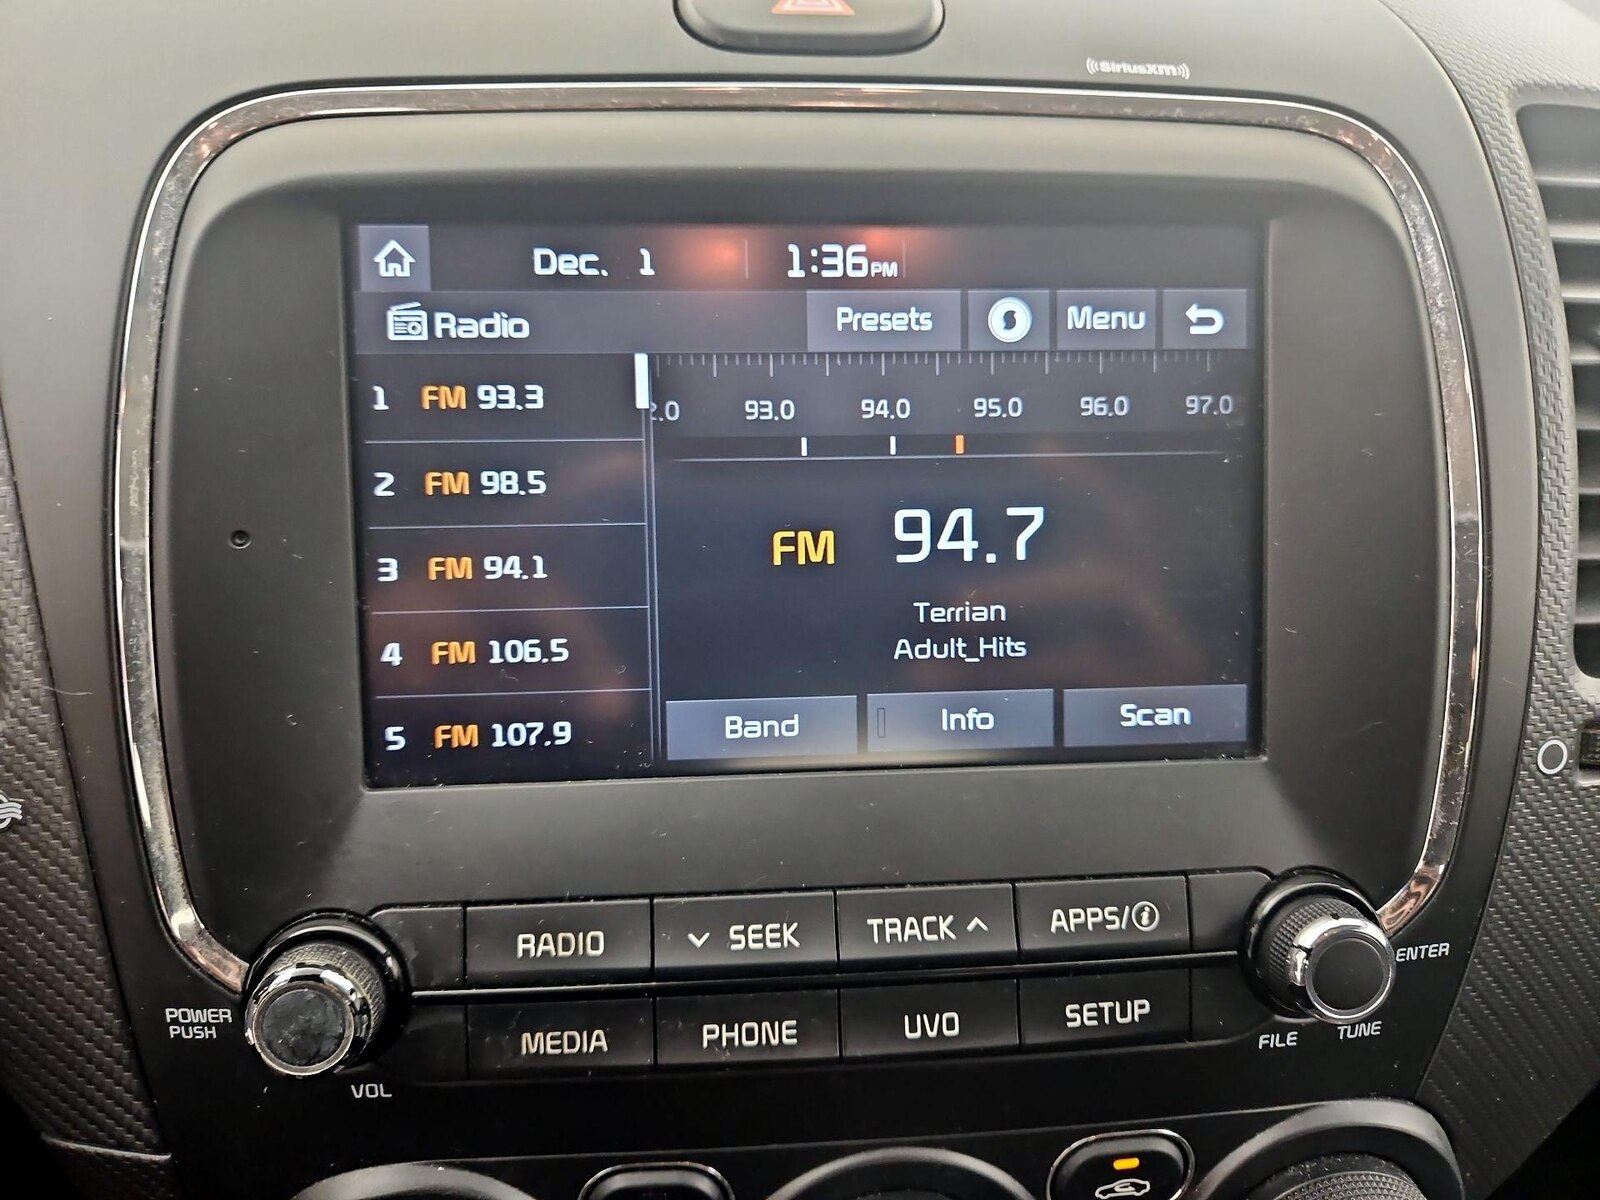 ((SiriusXM))
Dec. 1 1:36PM
Radio Presets Menu
1 FM 93.3
2 FM 98.5
3 FM 94.1
4 FM 106.5
5 FM 107.9
93.0 94.0 95.0 96.0 97.0
FM 94.7
Terrian
Adult_Hits
Band Info Scan
RADIO SEEK TRACK APPS/i
MEDIA PHONE UVO SETUP
POWER
PUSH
VOL
ENTER
FILE TUNE